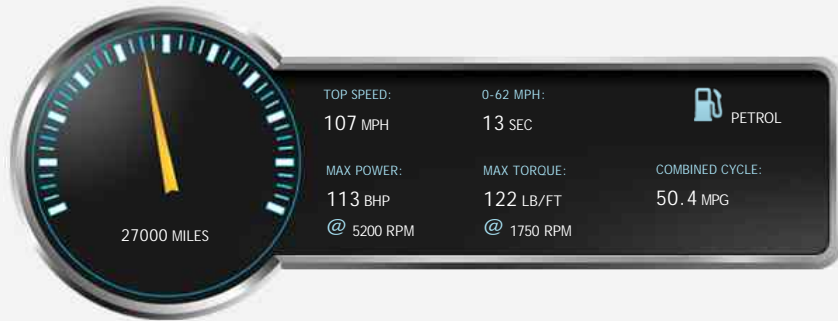 TOP SPEED:
107 MPH
0-62 MPH:
13 SEC
PETROL
MAX POWER:
113 BHP
@ 5200 RPM
MAX TORQUE:
122 LB/FT
@ 1750 RPM
COMBINED CYCLE:
50.4 MPG
27000 MILES